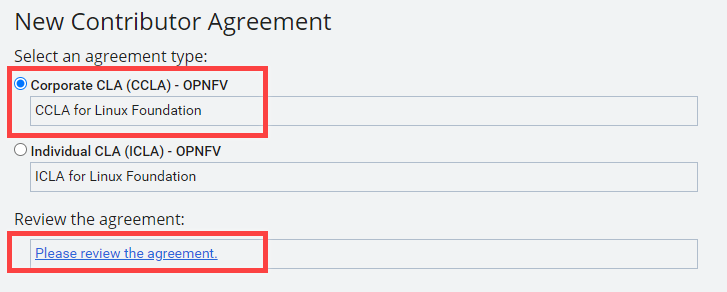 New Contributor Agreement
Select an agreement type:
Corporate CLA (CCLA) - OPNFV
CCLA for Linux Foundation
Individual CLA (ICLA) - OPNFV
ICLA for Linux Foundation
Review the agreement:
Please review the agreement.